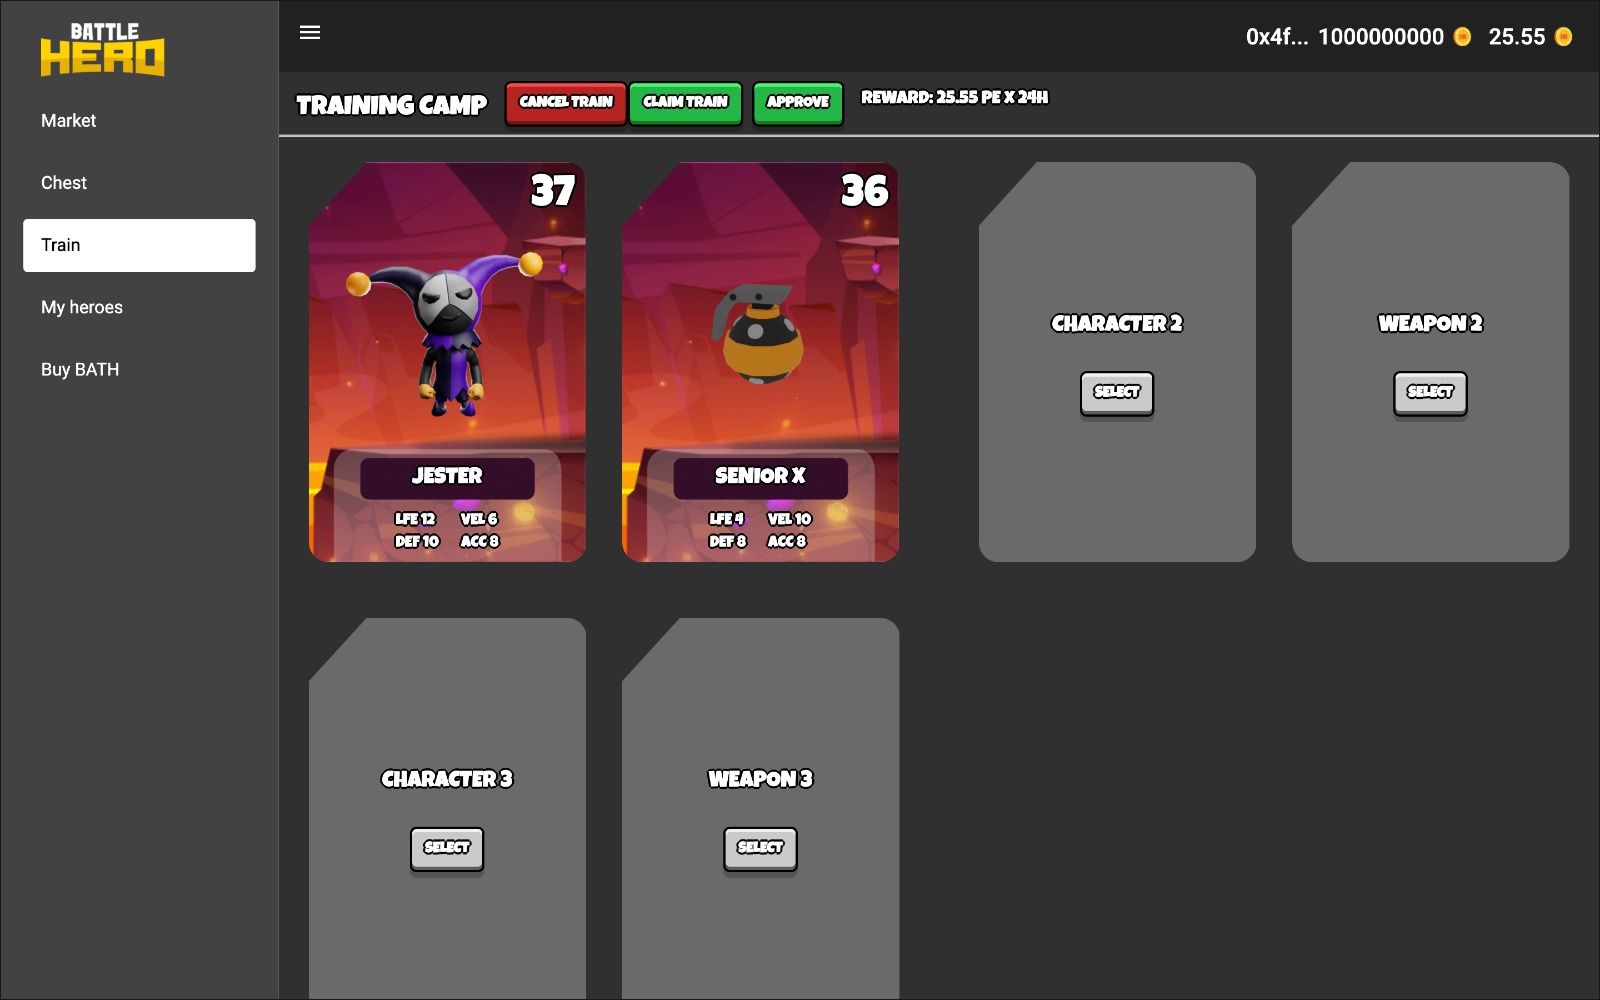 BATTLE
HERO
0x4f... 1000000000 25.55
Market
Chest
Train
My heroes
Buy BATH
TRAINING CAMP
CANCEL TRAIN
CLAIM TRAIN
APPROVE
REWARD: 25.55 PE X 24H
37
JESTER
LFE 12 VEL 6
DEF 10 ACC 8
36
SENIOR X
LFE 4 VEL 10
DEF 8 ACC 8
CHARACTER 2
SELECT
WEAPON 2
SELECT
CHARACTER 3
SELECT
WEAPON 3
SELECT